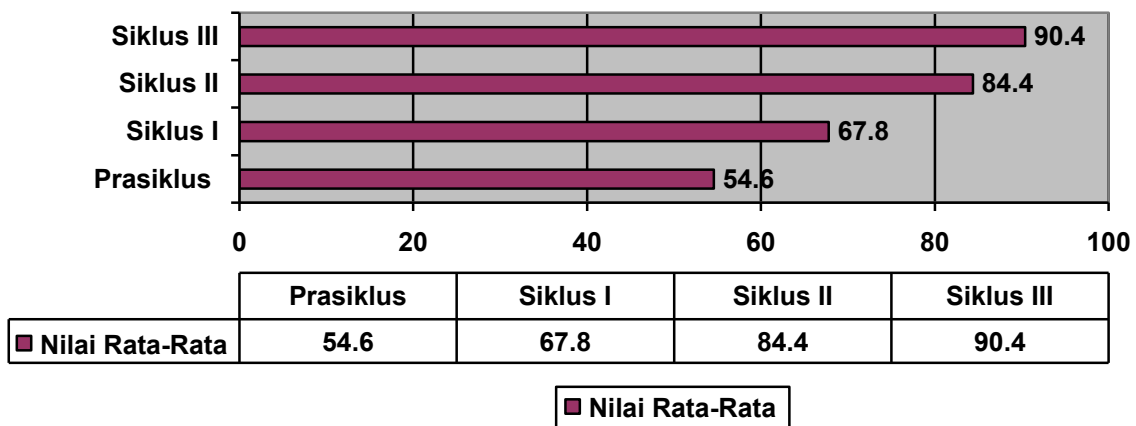 Siklus III 90.4
Siklus II 84.4
Siklus I 67.8
Prasiklus 54.6
0 20 40 60 80 100
Prasiklus Siklus I Siklus II Siklus III
Nilai Rata-Rata 54.6 67.8 84.4 90.4
Nilai Rata-Rata